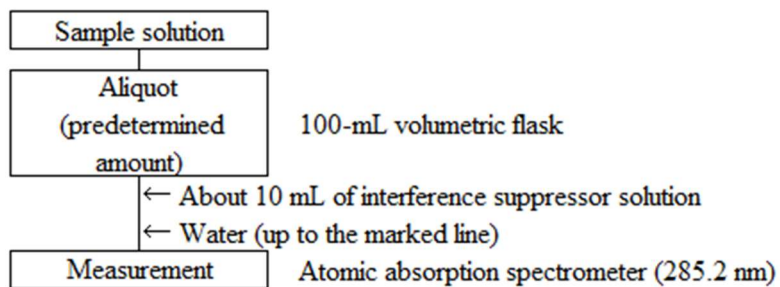 Sample solution
Aliquot
(predetermined
amount)
100-mL volumetric flask
← About 10 mL of interference suppressor solution
← Water (up to the marked line)
Measurement
Atomic absorption spectrometer (285.2 nm)